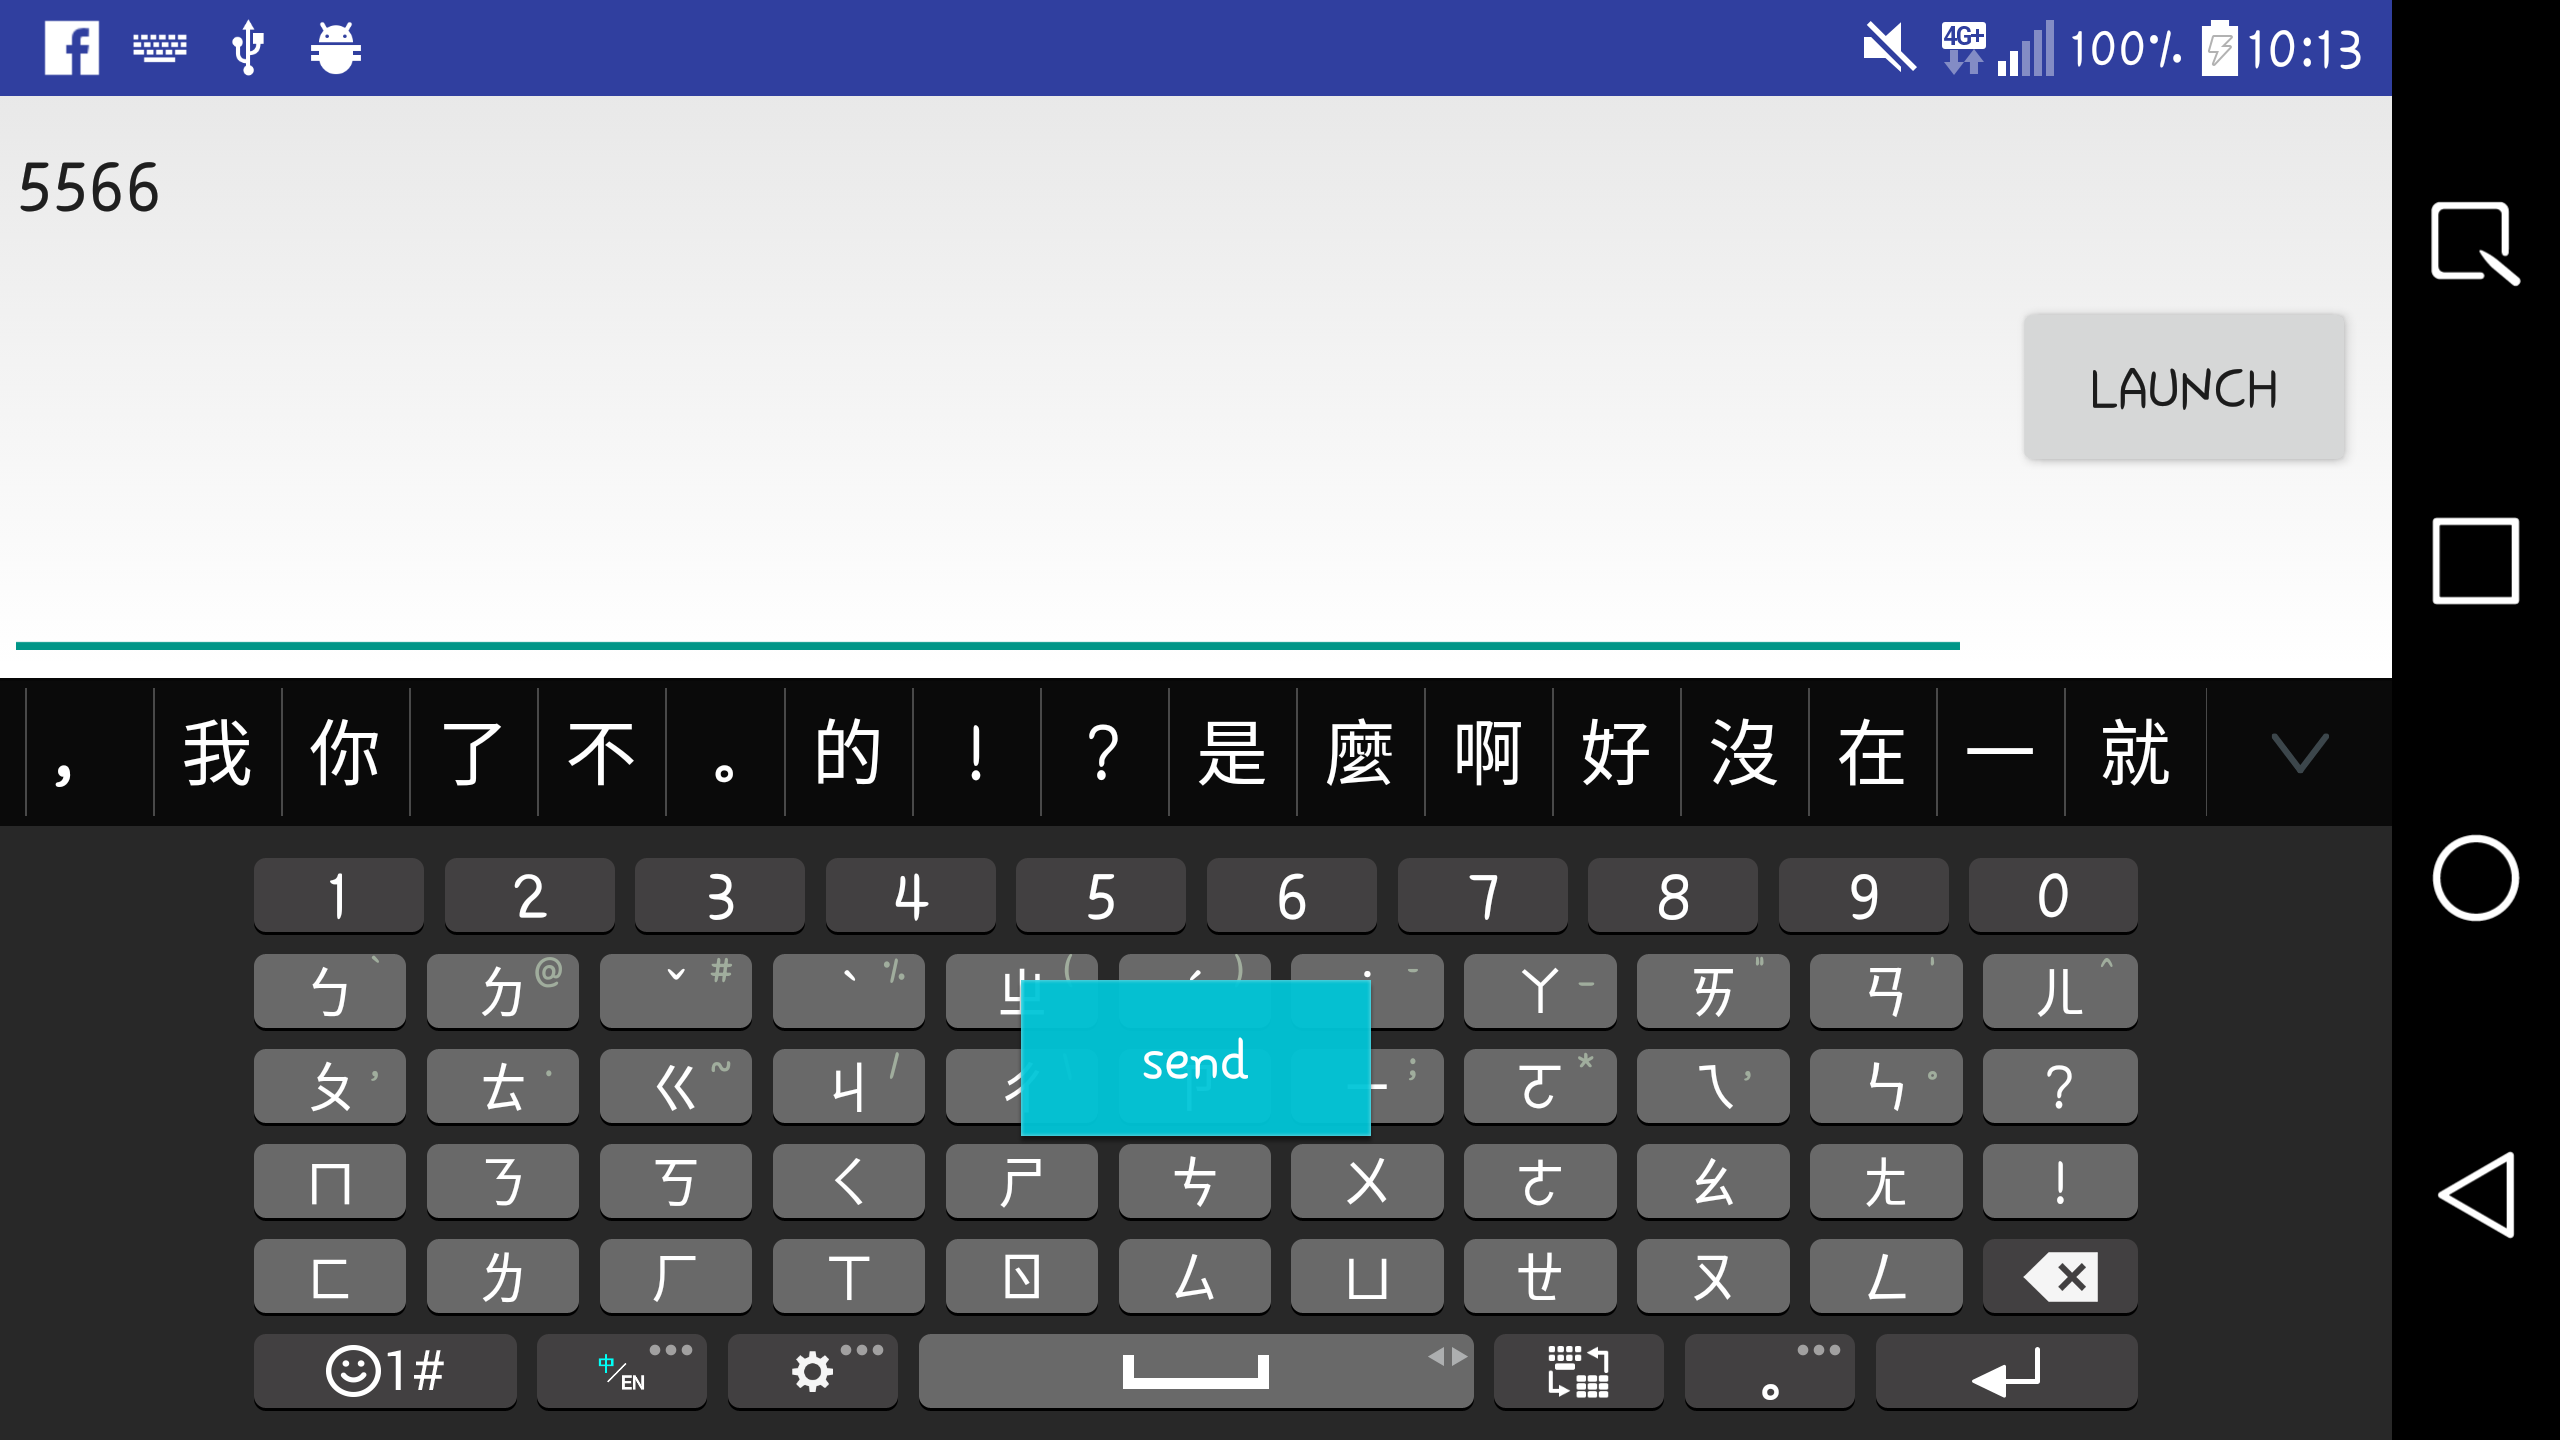 4G+ 100% 10:13
5566
LAUNCH
， 我 你 了 不 。 的 ！ ？ 是 麼 啊 好 沒 在 一 就
1 2 3 4 5 6 7 8 9 0
ㄅ ` ㄉ @ ˇ # ˋ % ㄓ ( ˊ ) ˙ - ㄚ - ㄞ " ㄢ ' ㄦ ^
ㄆ , ㄊ . ㄍ ~ ㄐ / ㄔ \ ㄗ ㄧ ; ㄛ * ㄟ , ㄣ 。 ?
send
ㄇ ㄋ ㄎ ㄑ ㄕ ㄘ ㄨ ㄜ ㄠ ㄤ !
ㄈ ㄌ ㄏ ㄒ ㄖ ㄙ ㄩ ㄝ ㄡ ㄥ
1# 中/EN 。